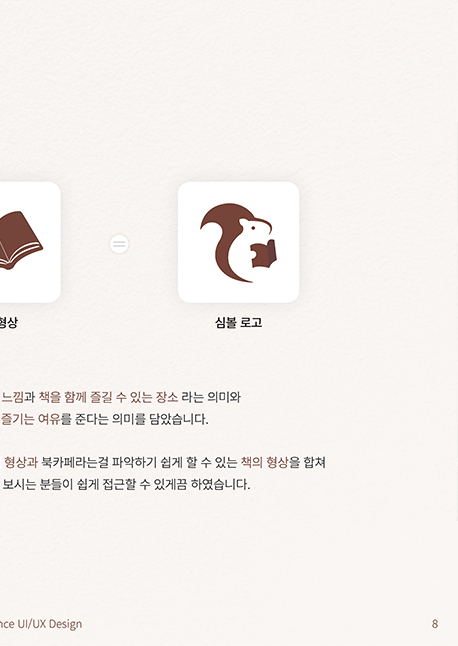 형상
심볼 로고
느낌과 책을 함께 즐길 수 있는 장소 라는 의미와
즐기는 여유를 준다는 의미를 담았습니다.
형상과 북카페라는걸 파악하기 쉽게 할 수 있는 책의 형상을 합쳐
보시는 분들이 쉽게 접근할 수 있게끔 하였습니다.
nce UI/UX Design
8